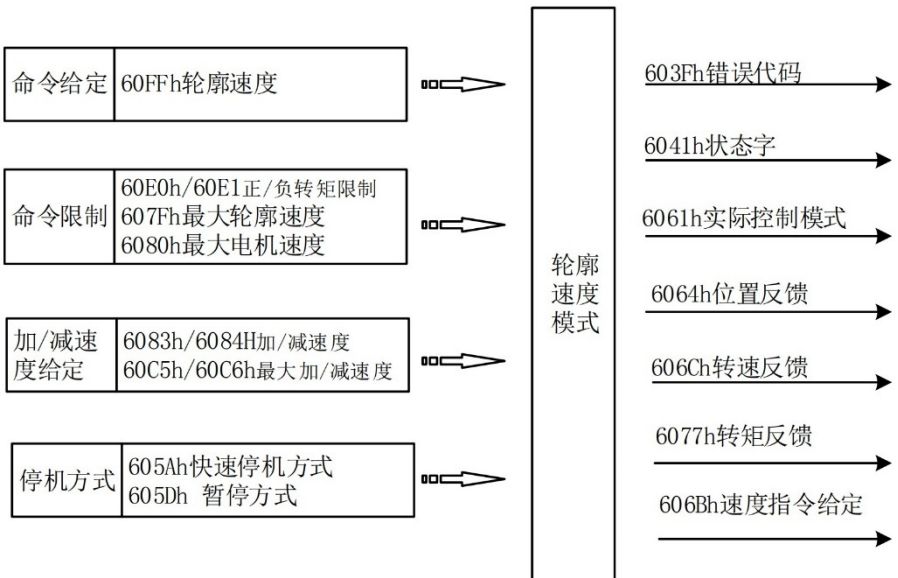 命令给定
60FFh轮廓速度
命令限制
60E0h/60E1正/负转矩限制
607Fh最大轮廓速度
6080h最大电机速度
加/减速
度给定
6083h/6084H加/减速度
60C5h/60C6h最大加/减速度
停机方式
605Ah快速停机方式
605Dh 暂停方式
轮廓
速度
模式
603Fh错误代码
6041h状态字
6061h实际控制模式
6064h位置反馈
606Ch转速反馈
6077h转矩反馈
606Bh速度指令给定